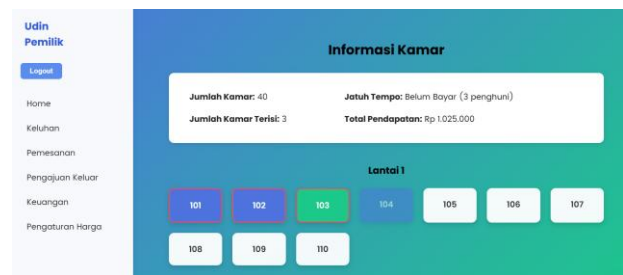 Udin
Pemilik
Logout
Home
Keluhan
Pemesanan
Pengajuan Keluar
Keuangan
Pengaturan Harga
Informasi Kamar
Jumlah Kamar: 40
Jatuh Tempo: Belum Bayar (3 penghuni)
Jumlah Kamar Terisi: 3
Total Pendapatan: Rp 1.025.000
Lantai 1
101 102 103 104 105 106 107
108 109 110